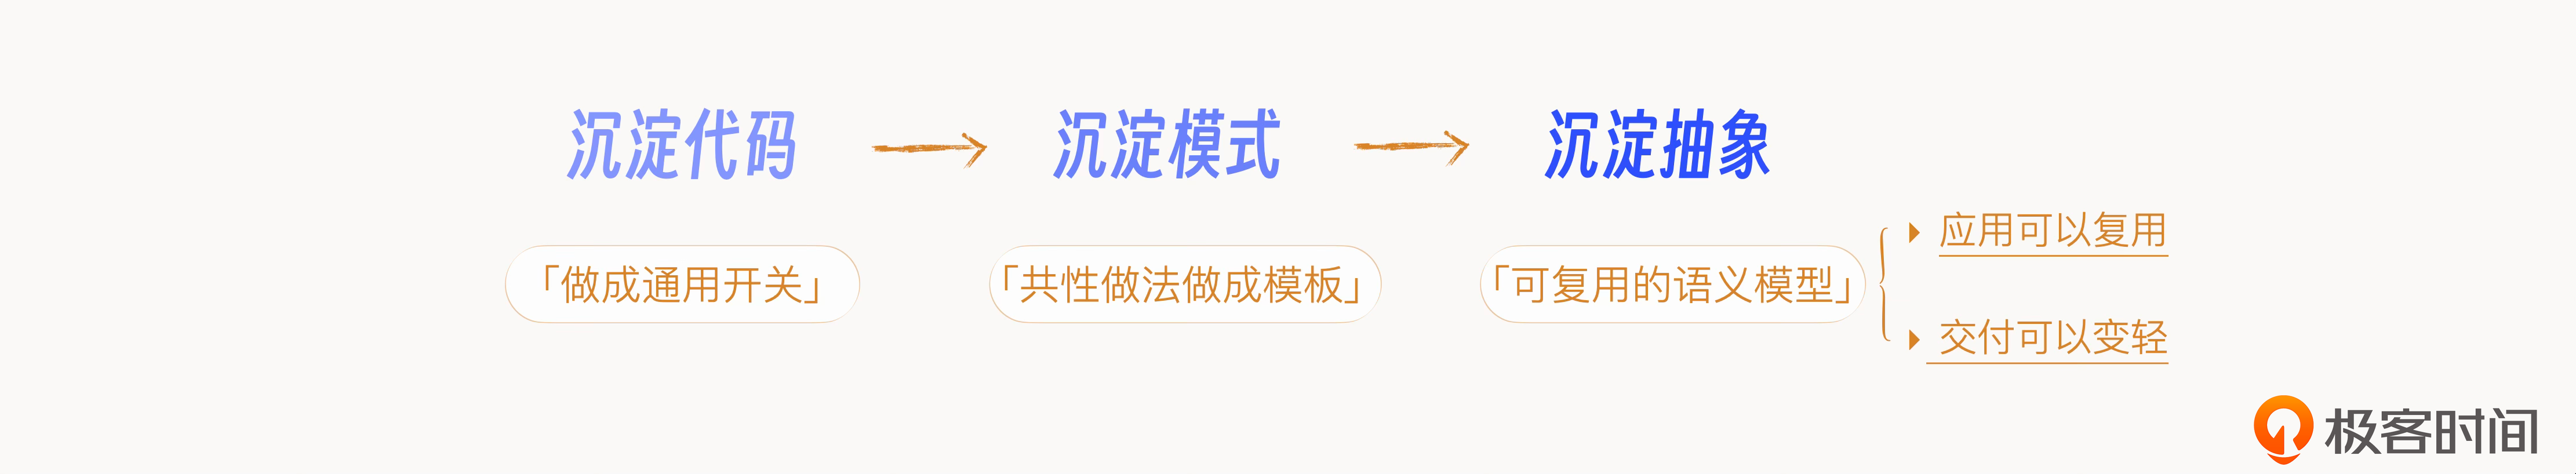 沉淀代码
沉淀模式
沉淀抽象
「做成通用开关」
「共性做法做成模板」
「可复用的语义模型」
应用可以复用
交付可以变轻
极客时间